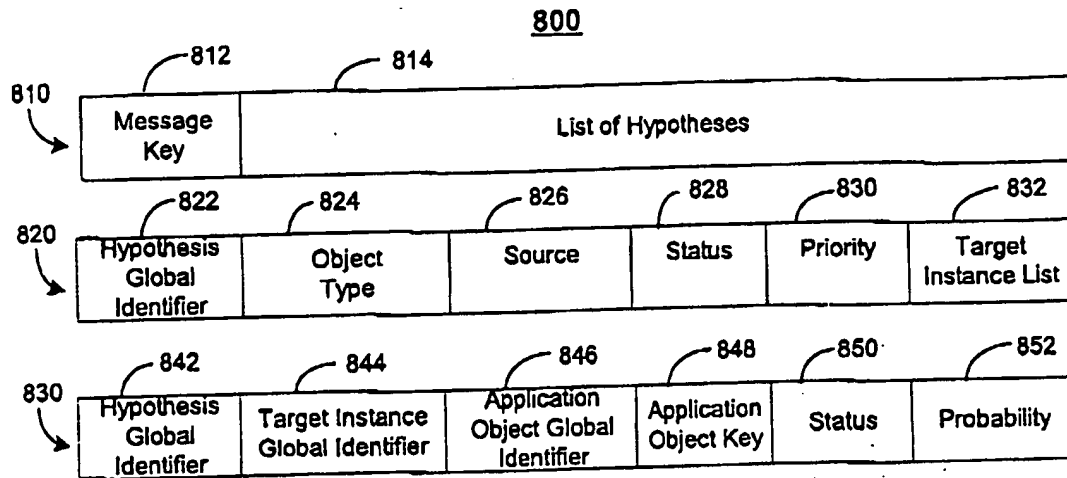 800
812
814
810
Message
Key
List of Hypotheses
822
824
826
828
830
832
820
Hypothesis
Global
Identifier
Object
Type
Source
Status
Priority
Target
Instance List
842
844
846
848
850
852
830
Hypothesis
Global
Identifier
Target Instance
Global Identifier
Application
Object Global
Identifier
Application
Object Key
Status
Probability